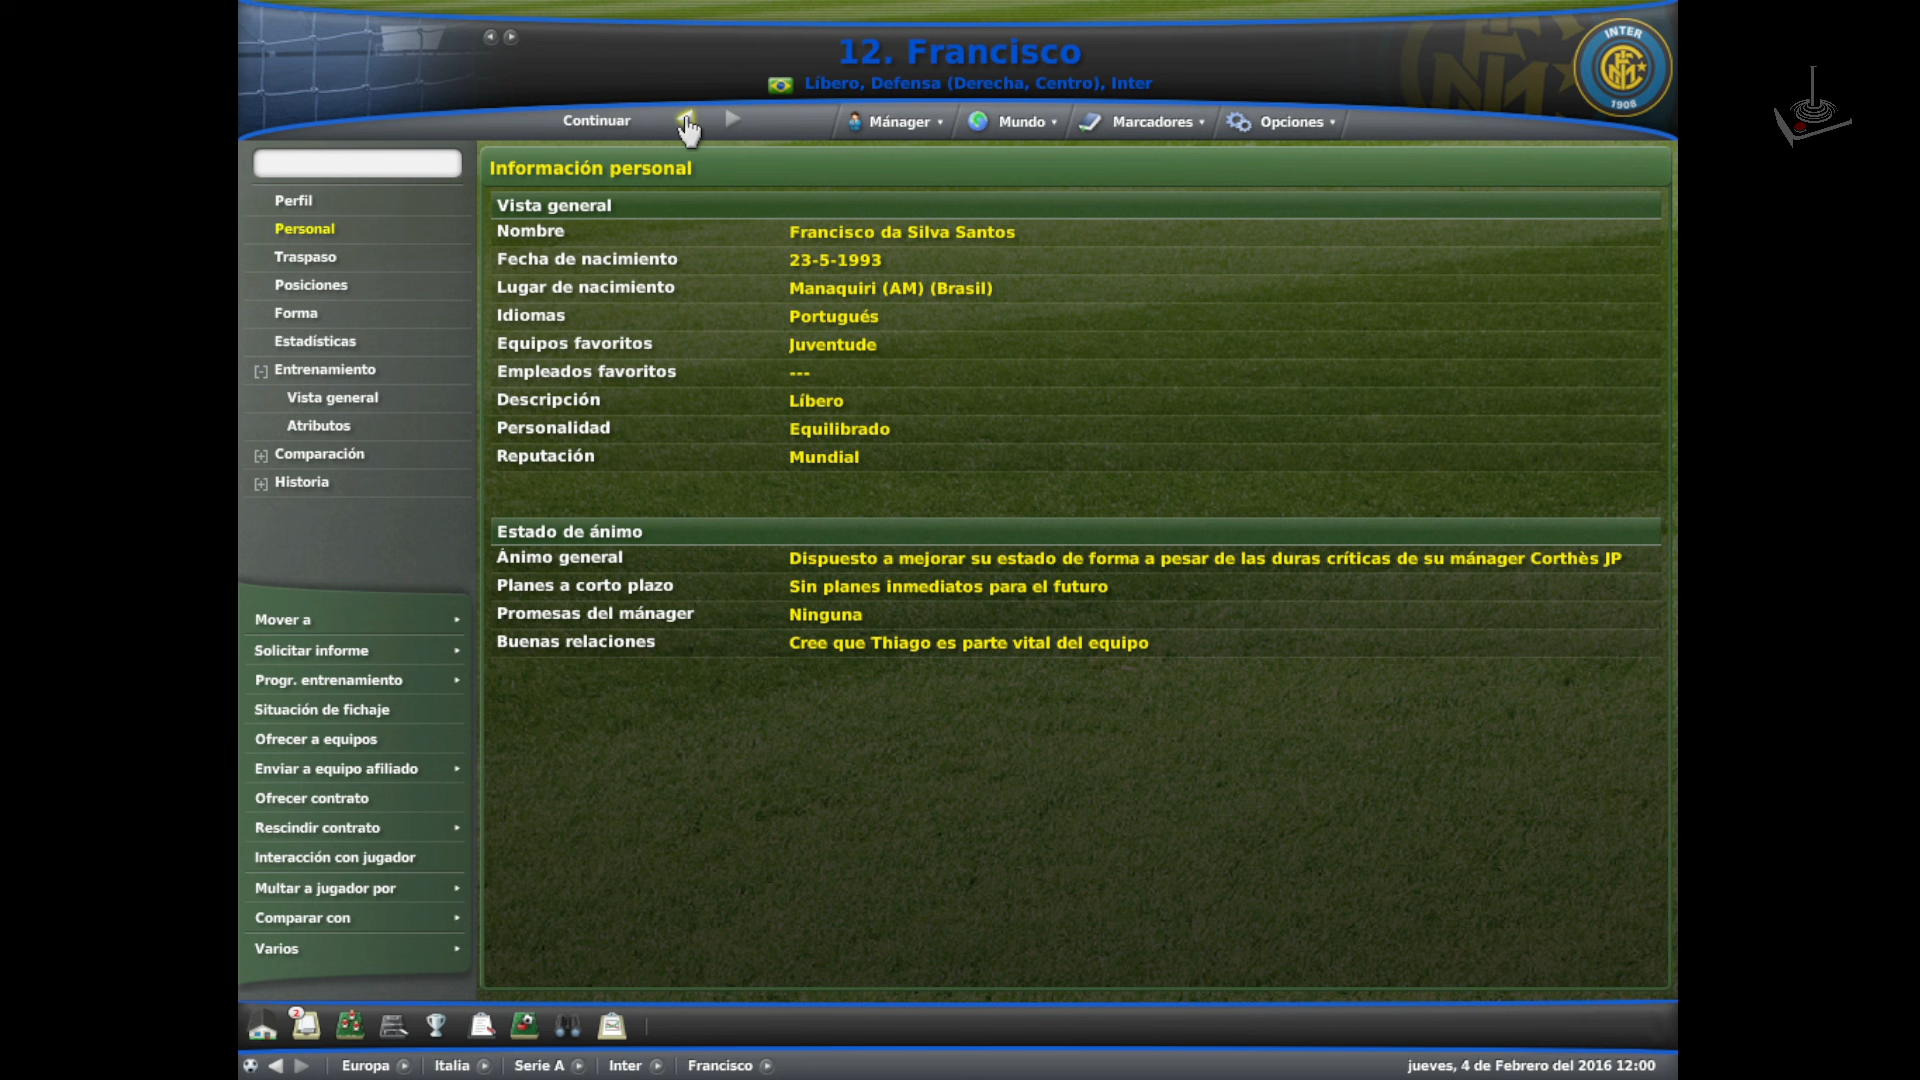 12. Francisco
Líbero, Defensa (Derecha, Centro), Inter
INTER
1908
Continuar
Mánager
Mundo
Marcadores
Opciones
Información personal
Perfil
Personal
Traspaso
Posiciones
Forma
Estadísticas
[-] Entrenamiento
Vista general
Atributos
[+] Comparación
[+] Historia
Vista general
Nombre Francisco da Silva Santos
Fecha de nacimiento 23-5-1993
Lugar de nacimiento Manaquiri (AM) (Brasil)
Idiomas Portugués
Equipos favoritos Juventude
Empleados favoritos ---
Descripción Líbero
Personalidad Equilibrado
Reputación Mundial
Estado de ánimo
Ánimo general Dispuesto a mejorar su estado de forma a pesar de las duras críticas de su mánager Corthès JP
Planes a corto plazo Sin planes inmediatos para el futuro
Promesas del mánager Ninguna
Buenas relaciones Cree que Thiago es parte vital del equipo
Mover a
Solicitar informe
Progr. entrenamiento
Situación de fichaje
Ofrecer a equipos
Enviar a equipo afiliado
Ofrecer contrato
Rescindir contrato
Interacción con jugador
Multar a jugador por
Comparar con
Varios
2
Europa Italia Serie A Inter Francisco
jueves, 4 de Febrero del 2016 12:00